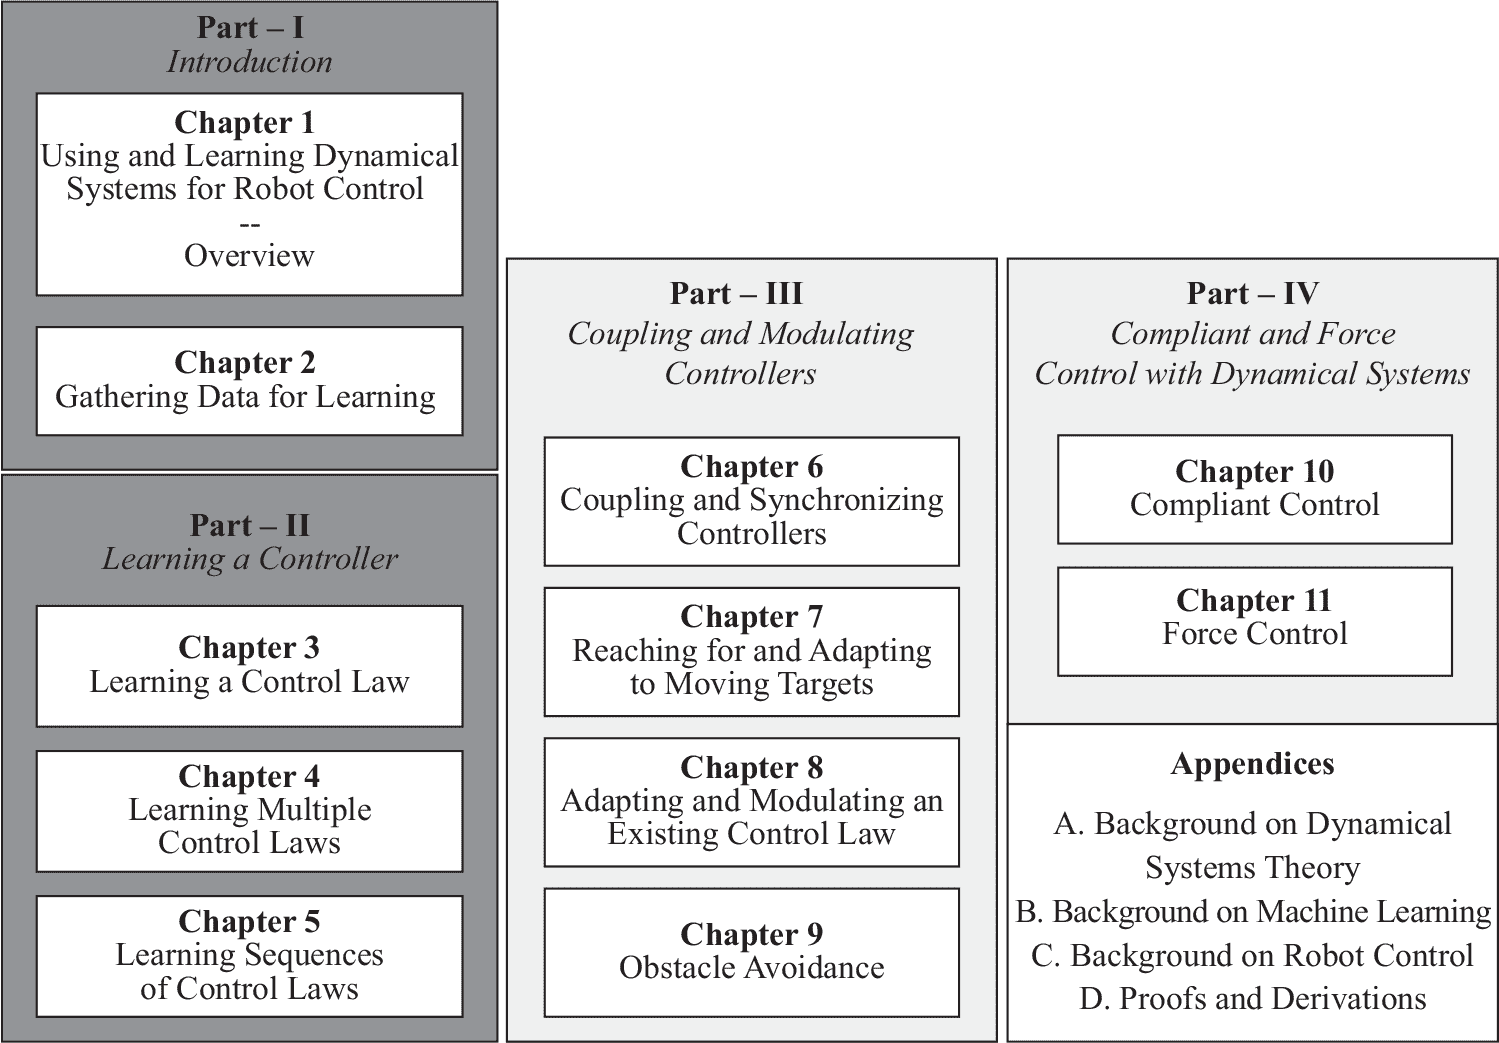 Part – I
Introduction
Chapter 1
Using and Learning Dynamical
Systems for Robot Control
--
Overview
Chapter 2
Gathering Data for Learning
Part – II
Learning a Controller
Chapter 3
Learning a Control Law
Chapter 4
Learning Multiple
Control Laws
Chapter 5
Learning Sequences
of Control Laws
Part – III
Coupling and Modulating
Controllers
Chapter 6
Coupling and Synchronizing
Controllers
Chapter 7
Reaching for and Adapting
to Moving Targets
Chapter 8
Adapting and Modulating an
Existing Control Law
Chapter 9
Obstacle Avoidance
Part – IV
Compliant and Force
Control with Dynamical Systems
Chapter 10
Compliant Control
Chapter 11
Force Control
Appendices
A. Background on Dynamical
Systems Theory
B. Background on Machine Learning
C. Background on Robot Control
D. Proofs and Derivations